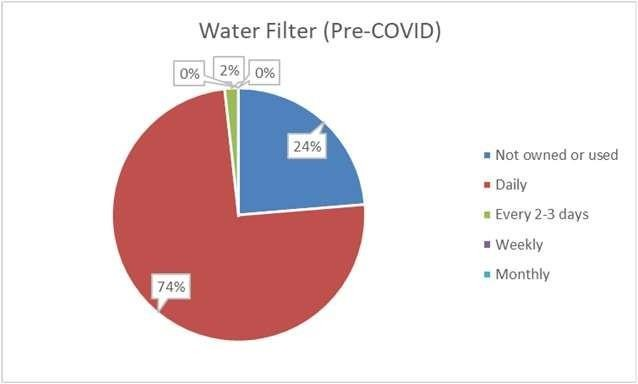 Water Filter (Pre-COVID)
0%
2%
0%
24%
74%
Not owned or used
Daily
Every 2-3 days
Weekly
Monthly